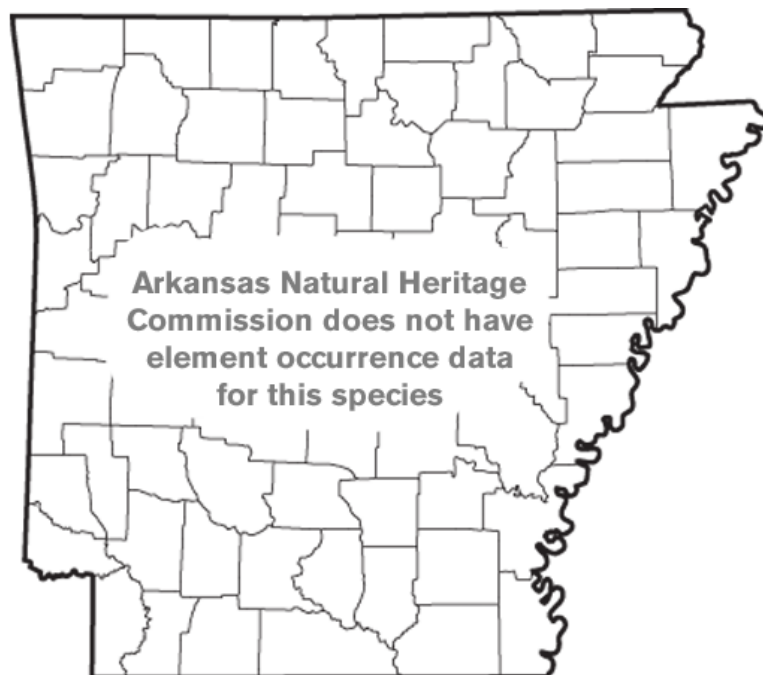 Arkansas Natural Heritage
Commission does not have
element occurrence data
for this species